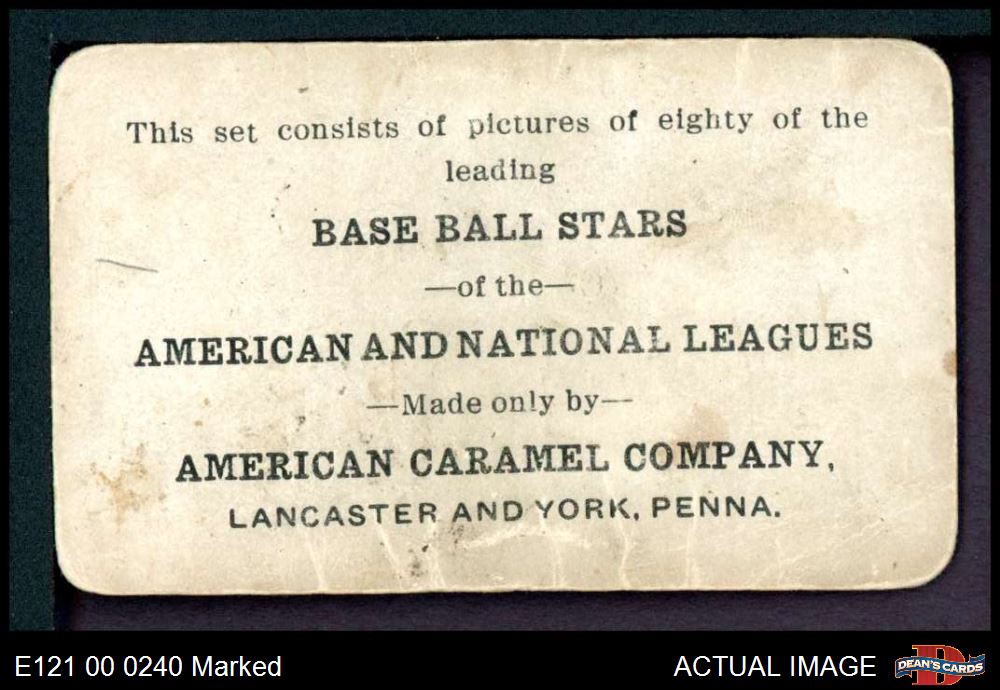 This set consists of pictures of eighty of the
leading
BASE BALL STARS
—of the—
AMERICAN AND NATIONAL LEAGUES
—Made only by—
AMERICAN CARAMEL COMPANY,
LANCASTER AND YORK, PENNA.
E121 00 0240 Marked
ACTUAL IMAGE
D
DEAN'S CARDS